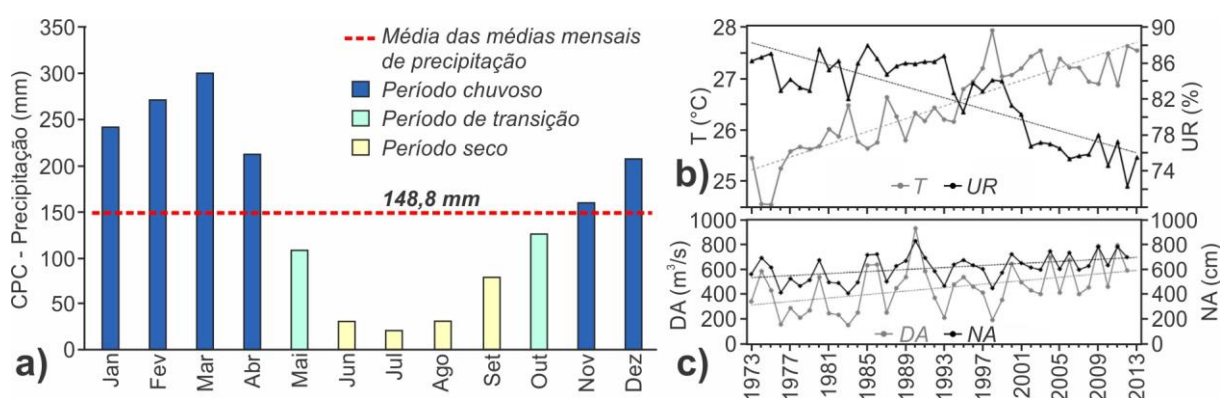 a)
CPC - Precipitação (mm)
350
300
250
200
150
100
50
0
Média das médias mensais
de precipitação
Período chuvoso
Período de transição
Período seco
148,8 mm
Jan Fev Mar Abr Mai Jun Jul Ago Set Out Nov Dez
b)
T (°C)
28
27
26
25
T UR
90
86
82
78
74
UR (%)
c)
DA (m³/s)
1000
800
600
400
200
0
DA NA
1000
800
600
400
200
0
NA (cm)
1973 1977 1981 1985 1989 1993 1997 2001 2005 2009 2013